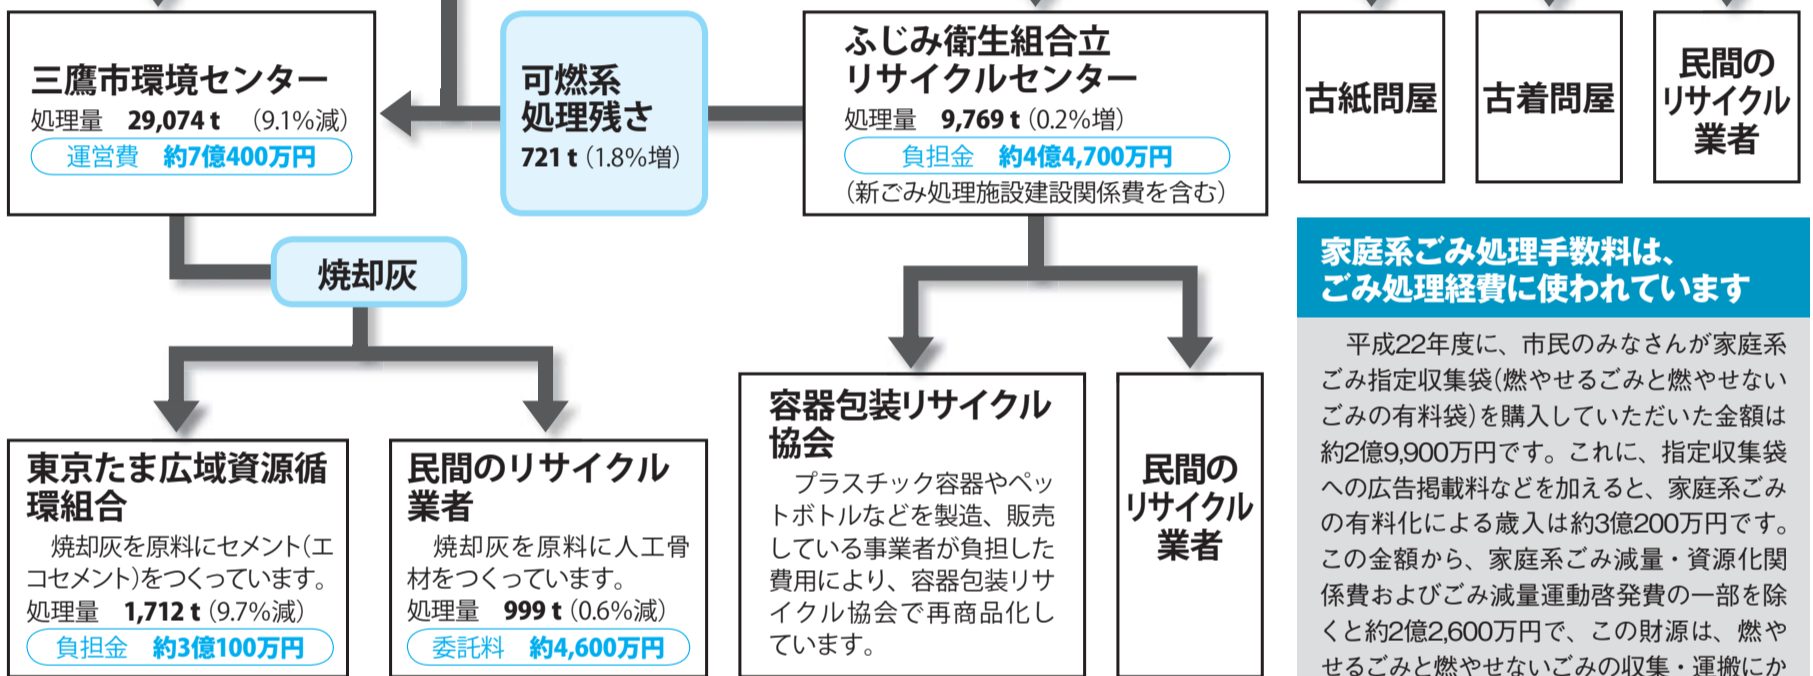 三鷹市環境センター
処理量 29,074 t （9.1%減）
運営費 約7億400万円
可燃系
処理残さ
721 t（1.8%増）
ふじみ衛生組合立
リサイクルセンター
処理量 9,769 t（0.2%増）
負担金 約4億4,700万円
（新ごみ処理施設建設関係費を含む）
古紙問屋
古着問屋
民間の
リサイクル
業者
焼却灰
東京たま広域資源循
環組合
焼却灰を原料にセメント（エ
コセメント）をつくっています。
処理量 1,712 t（9.7%減）
負担金 約3億100万円
民間のリサイクル
業者
焼却灰を原料に人工骨
材をつくっています。
処理量 999 t（0.6%減）
委託料 約4,600万円
容器包装リサイクル
協会
プラスチック容器やペッ
トボトルなどを製造、販売
している事業者が負担した
費用により、容器包装リサ
イクル協会で再商品化し
ています。
民間の
リサイクル
業者
家庭系ごみ処理手数料は、
ごみ処理経費に使われています
平成22年度に、市民のみなさんが家庭系
ごみ指定収集袋（燃やせるごみと燃やせない
ごみの有料袋）を購入していただいた金額は
約2億9,900万円です。これに、指定収集袋
への広告掲載料などを加えると、家庭系ごみ
の有料化による歳入は約3億200万円です。
この金額から、家庭系ごみ減量・資源化関
係費およびごみ減量運動啓発費の一部を除
くと約2億2,600万円で、この財源は、燃や
せるごみと燃やせないごみの収集・運搬にか